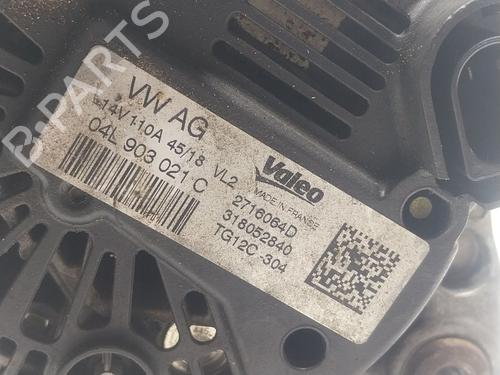 VW AG
14V 110A 45/18 VL2
04L 903 021 C
Valeo
MADE IN FRANCE
2716064D
318052840
TG12C-304
B-PARTS